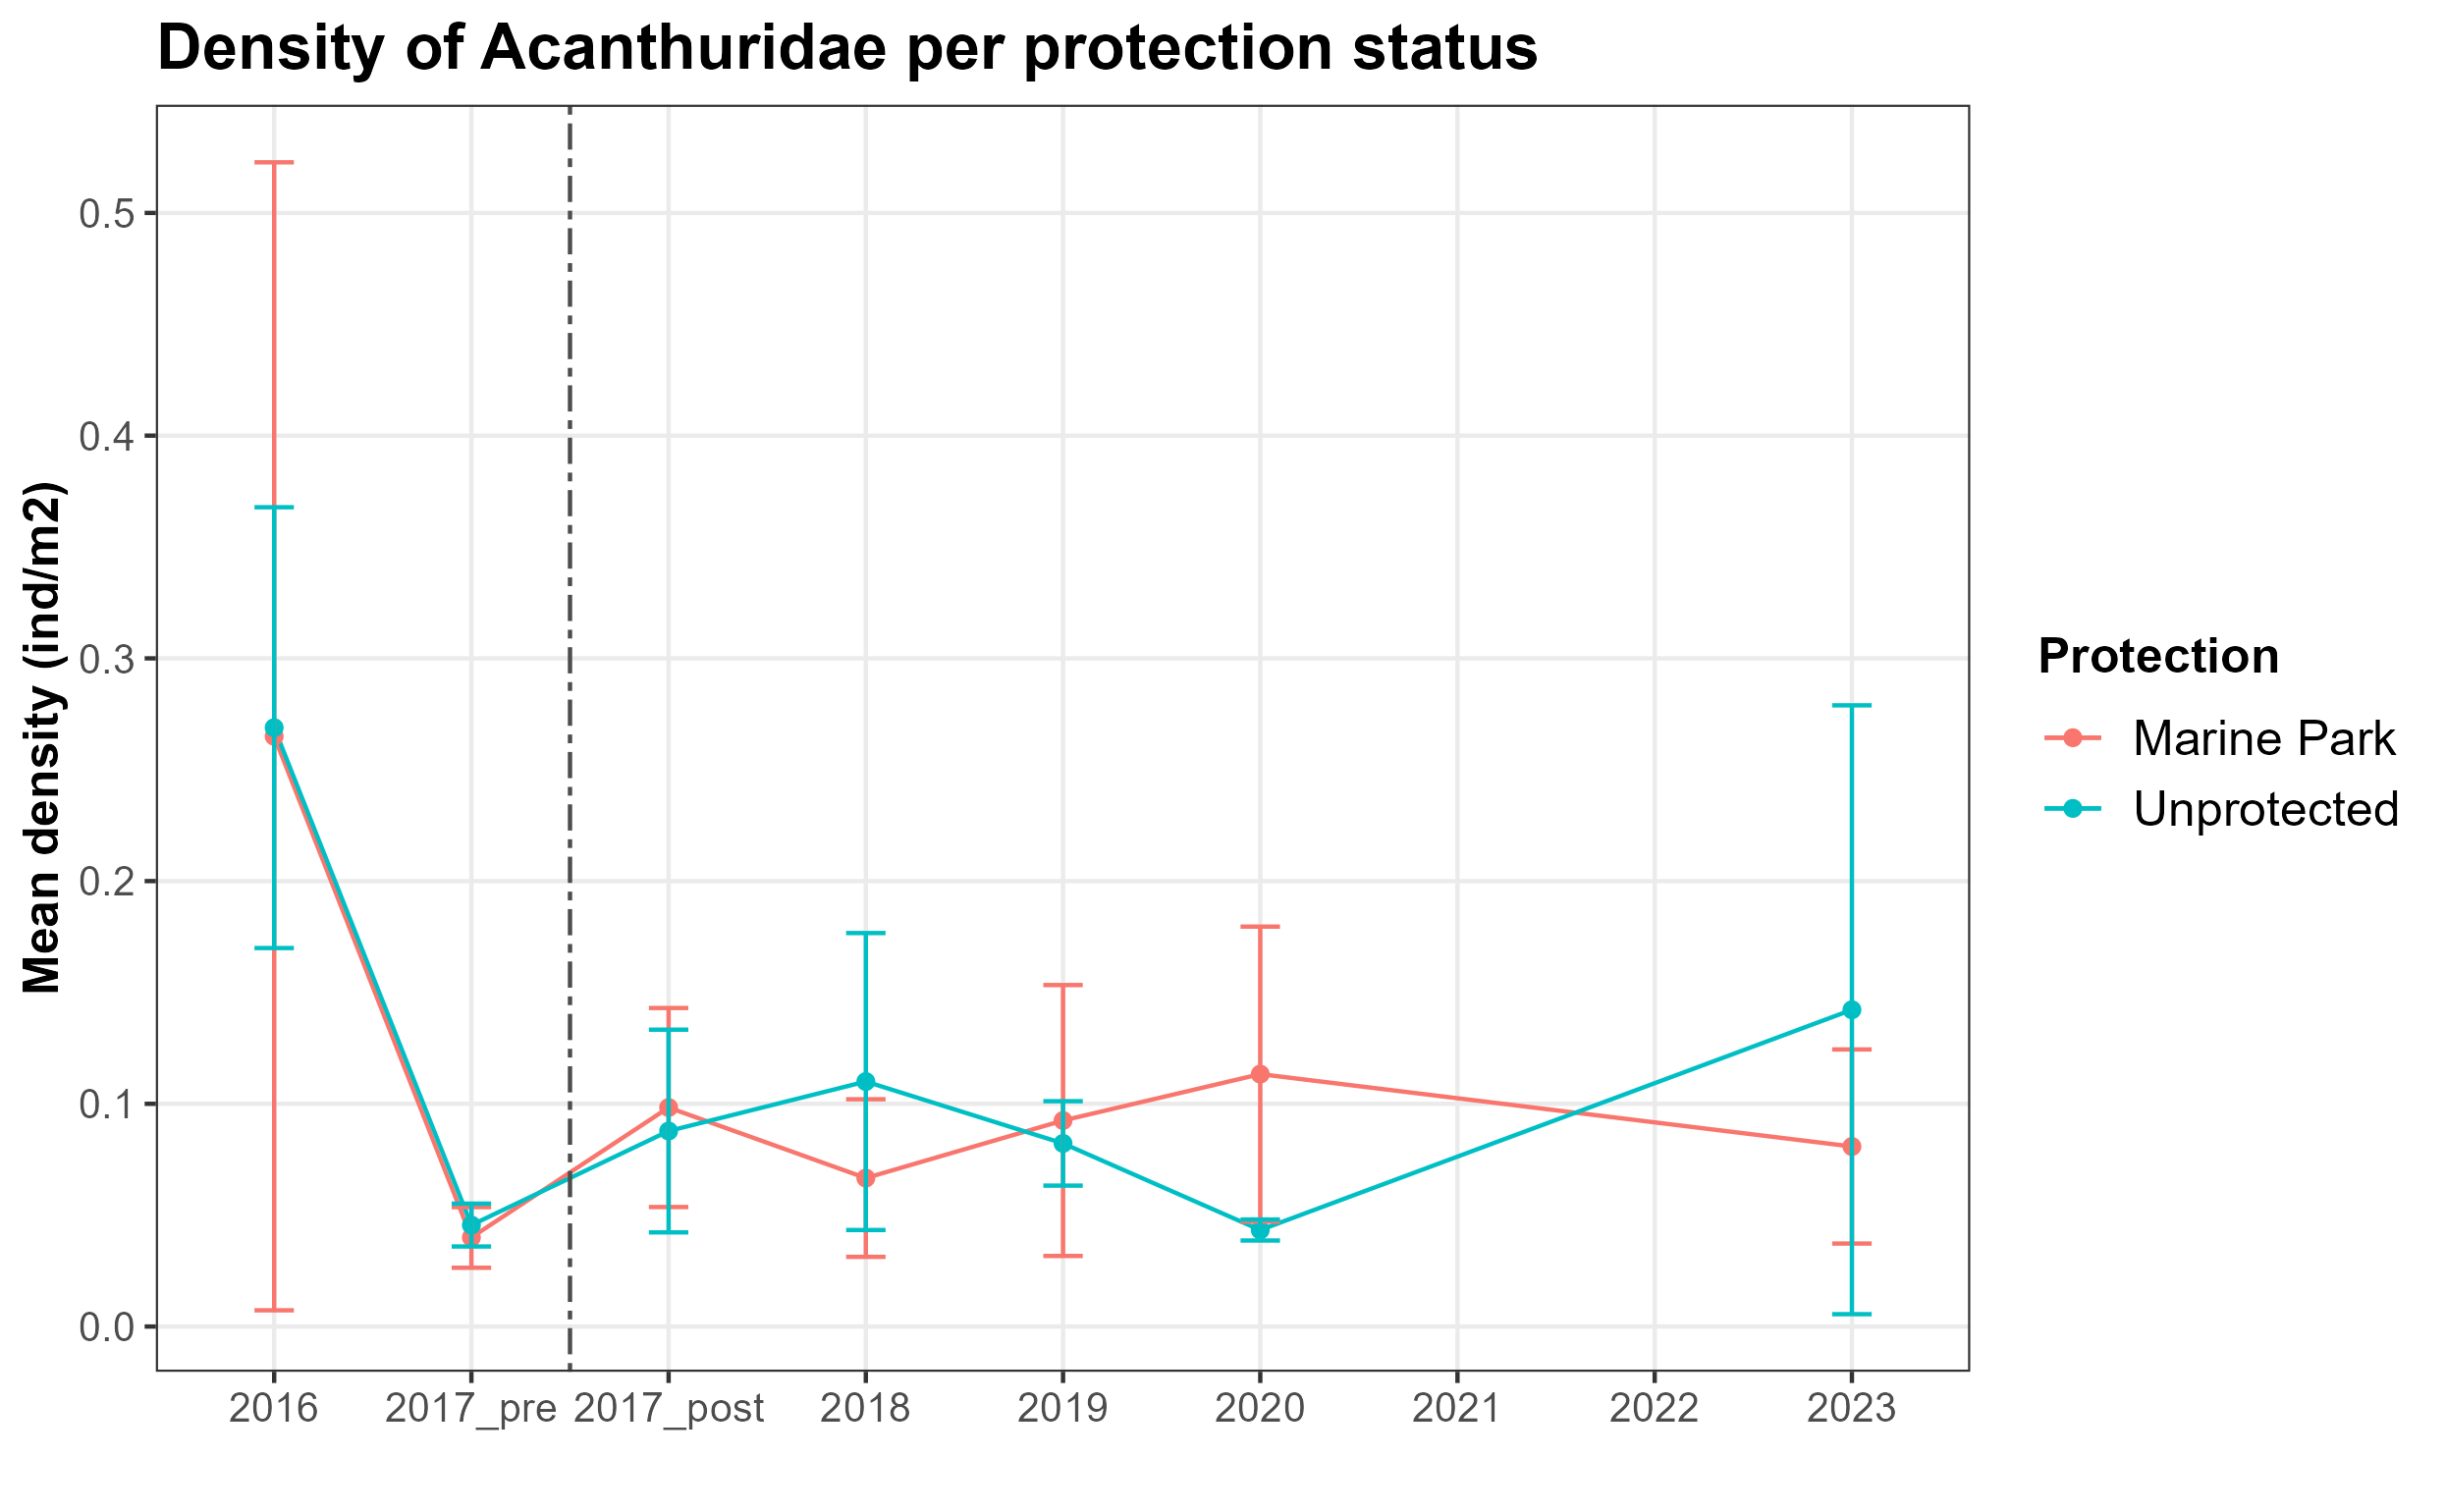 Density of Acanthuridae per protection status
Mean density (ind/m2)
0.5
0.4
0.3
0.2
0.1
0.0
2016 2017_pre 2017_post 2018 2019 2020 2021 2022 2023
Protection
Marine Park
Unprotected